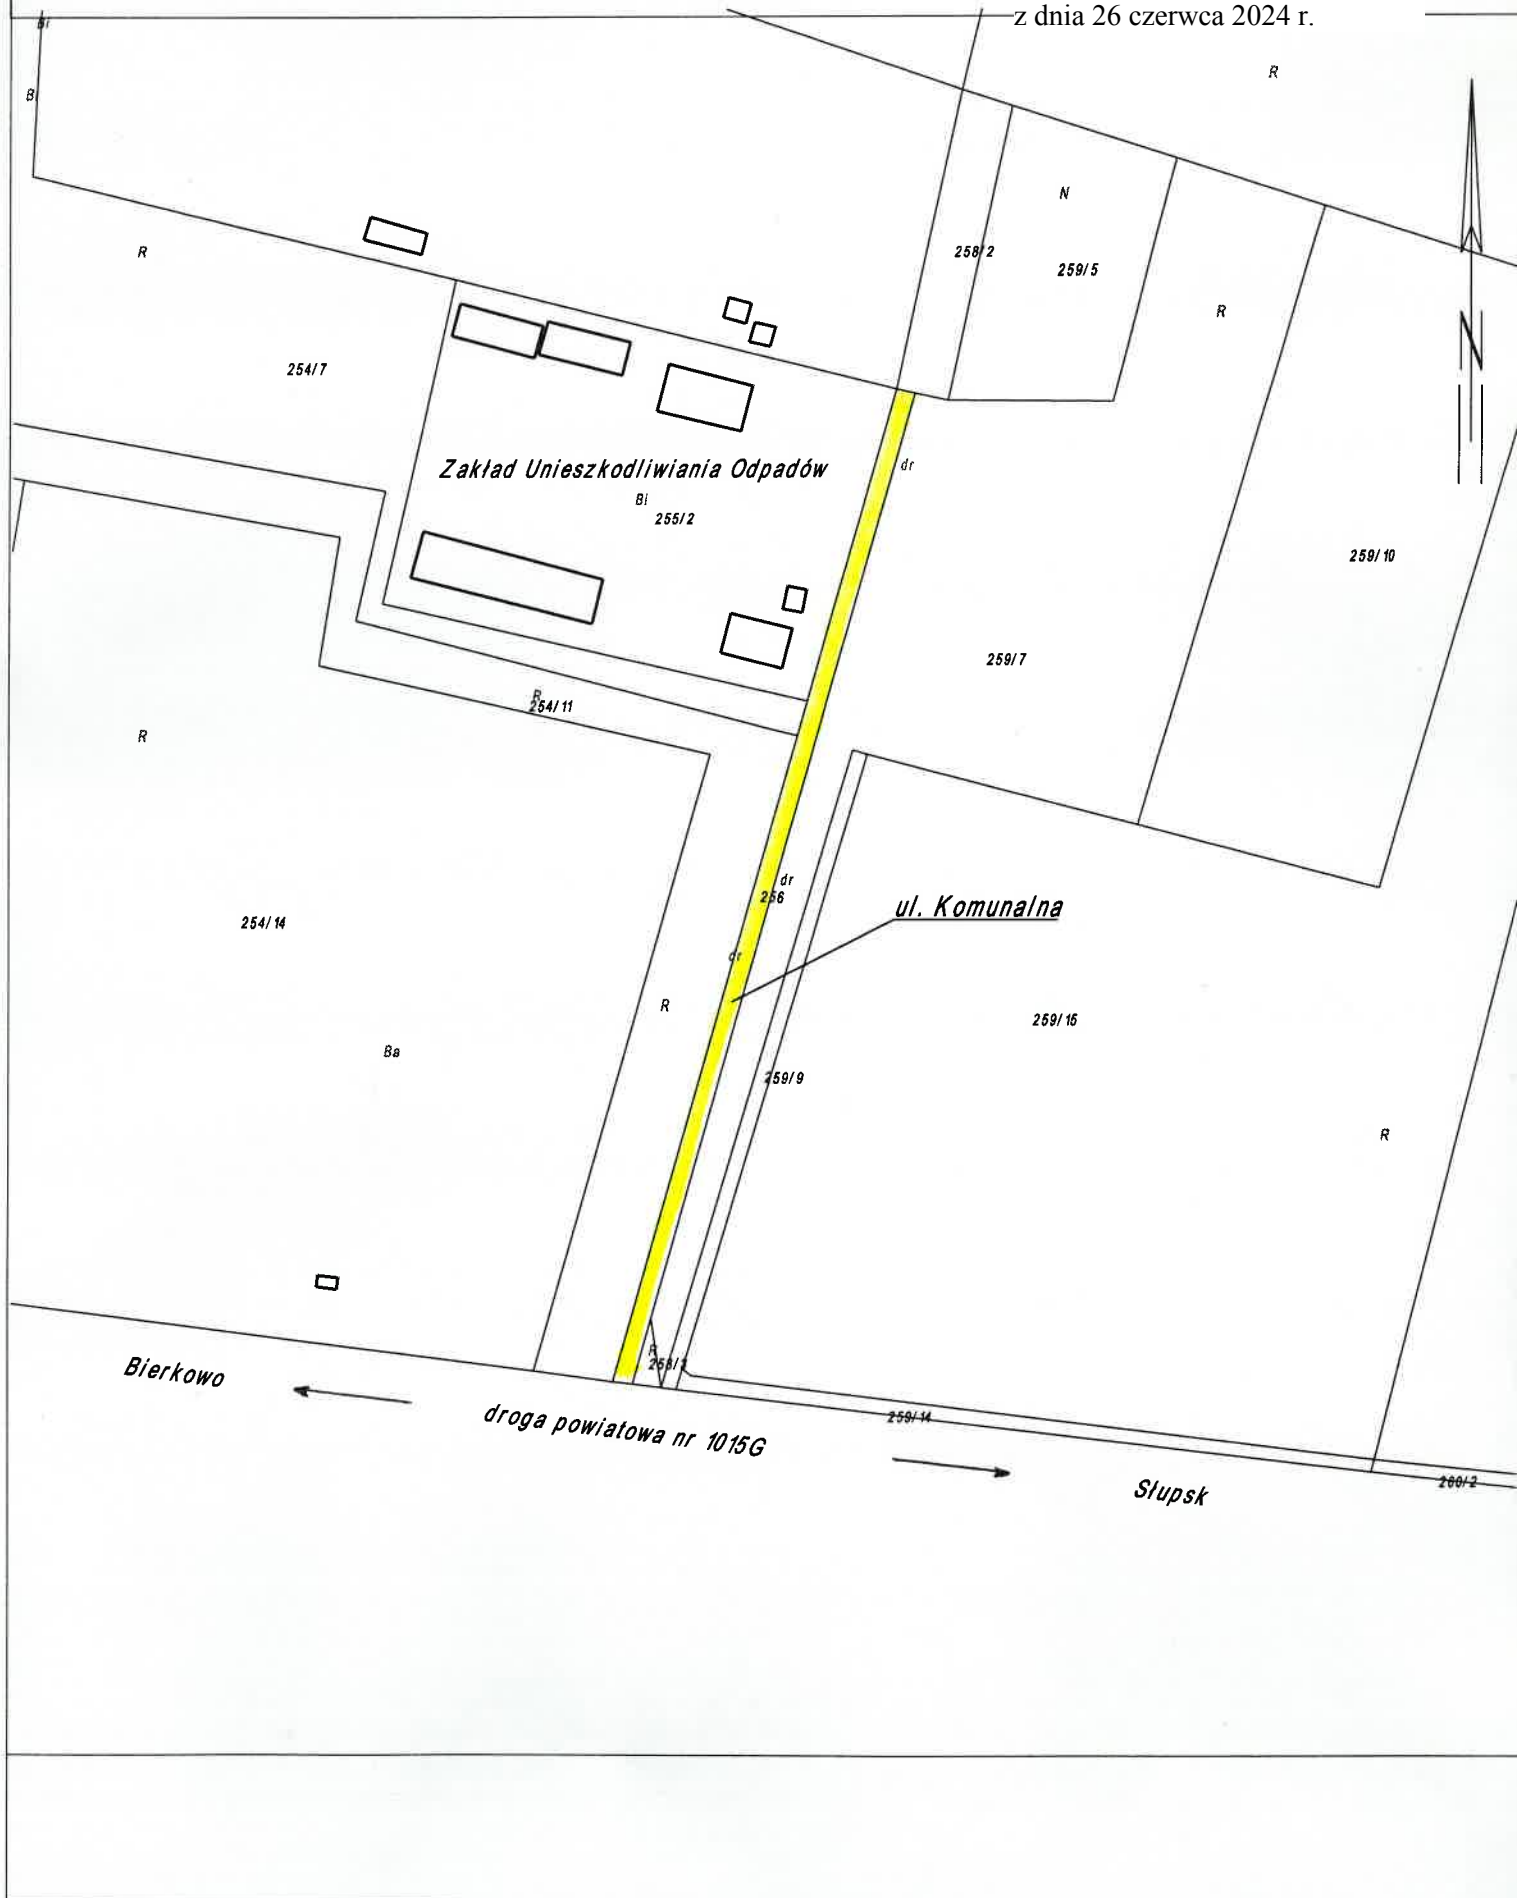 z dnia 26 czerwca 2024 r.
Bi
R
B
N
R
258/2
259/5
R
254/7
dr
Zakład Unieszkodliwiania Odpadów
Bi
255/2
259/10
259/7
R
254/11
R
dr
256
ul. Komunalna
254/14
dr
R
259/15
Ba
259/9
R
R
Bierkowo
droga powiatowa nr 1015G
259/14
Słupsk
260/2
N